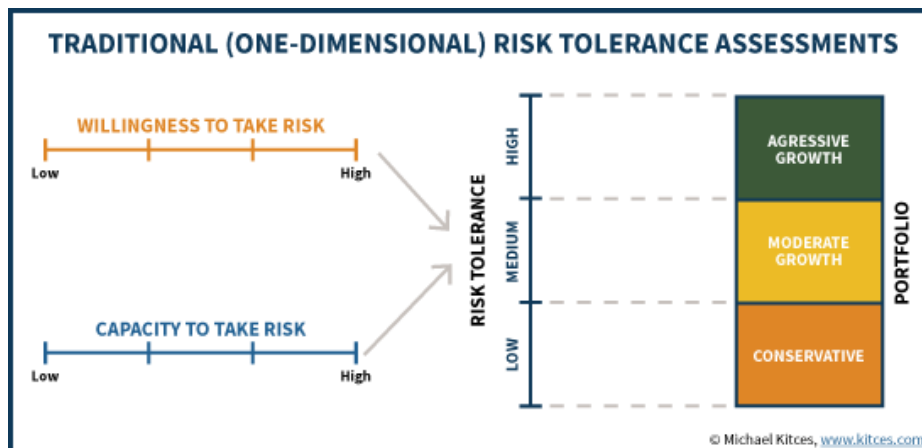 TRADITIONAL (ONE-DIMENSIONAL) RISK TOLERANCE ASSESSMENTS
WILLINGNESS TO TAKE RISK
Low
High
CAPACITY TO TAKE RISK
Low
High
RISK TOLERANCE
HIGH
MEDIUM
LOW
AGRESSIVE
GROWTH
MODERATE
GROWTH
CONSERVATIVE
PORTFOLIO
© Michael Kitces, www.kitces.com